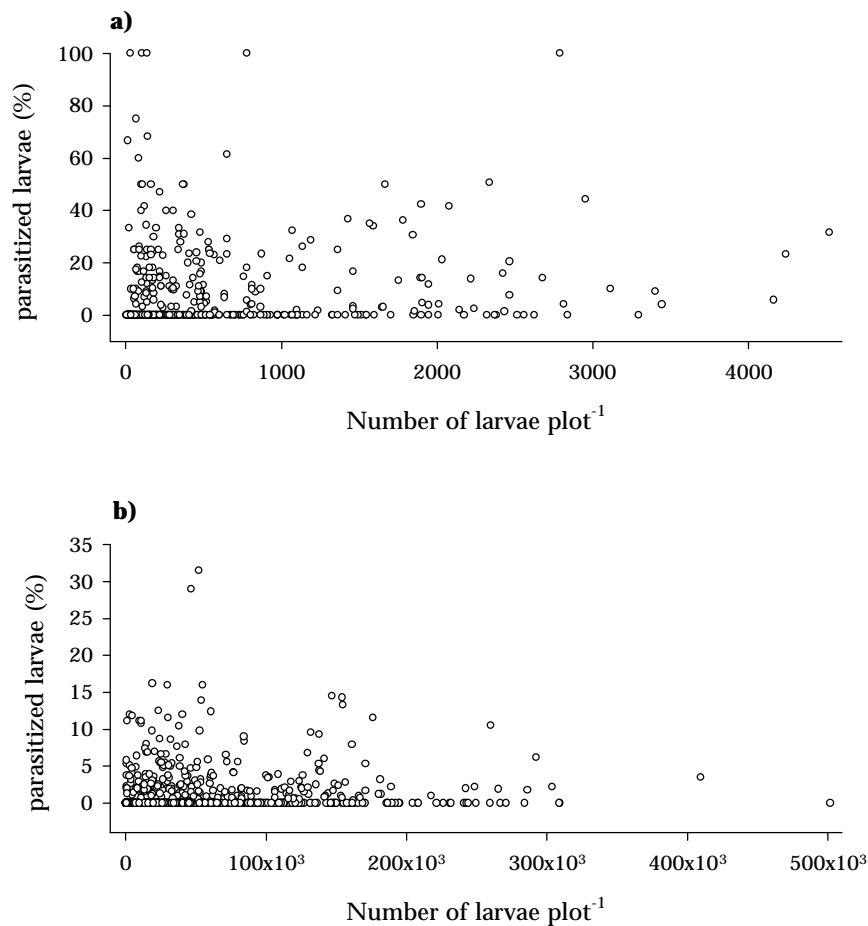 a)
100
80
60
40
20
0
parasitized larvae (%)
0 1000 2000 3000 4000
Number of larvae plot-1
b)
35
30
25
20
15
10
5
0
parasitized larvae (%)
0 100x10³ 200x10³ 300x10³ 400x10³ 500x10³
Number of larvae plot-1